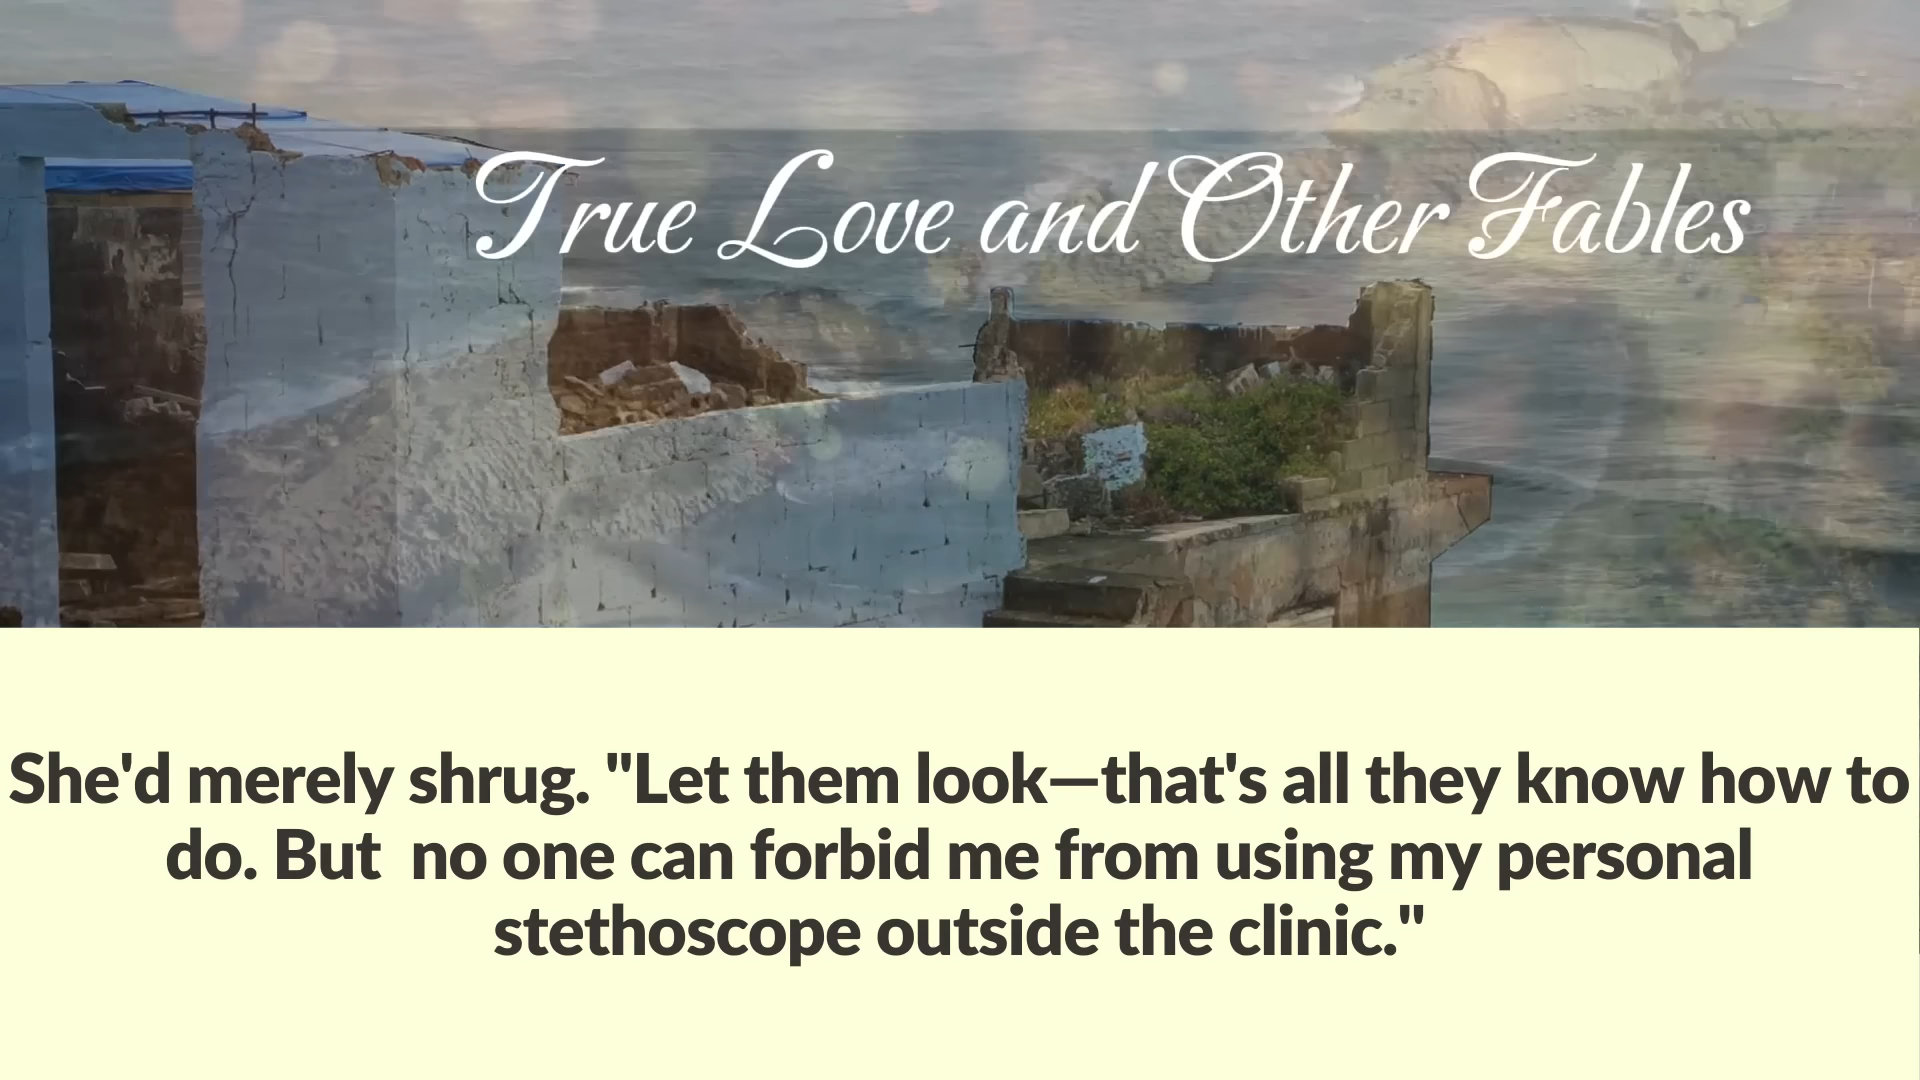 True Love and Other Fables
She'd merely shrug. "Let them look—that's all they know how to
do. But  no one can forbid me from using my personal
stethoscope outside the clinic."